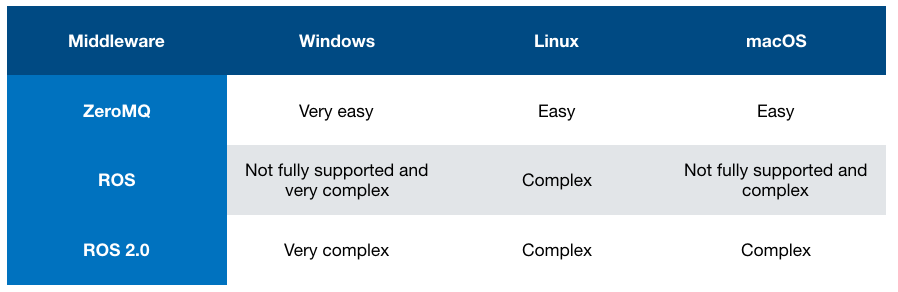 Middleware Windows Linux macOS
ZeroMQ Very easy Easy Easy
Not fully supported and Not fully supported and
ROS Complex
very complex complex
ROS 2.0 Very complex Complex Complex